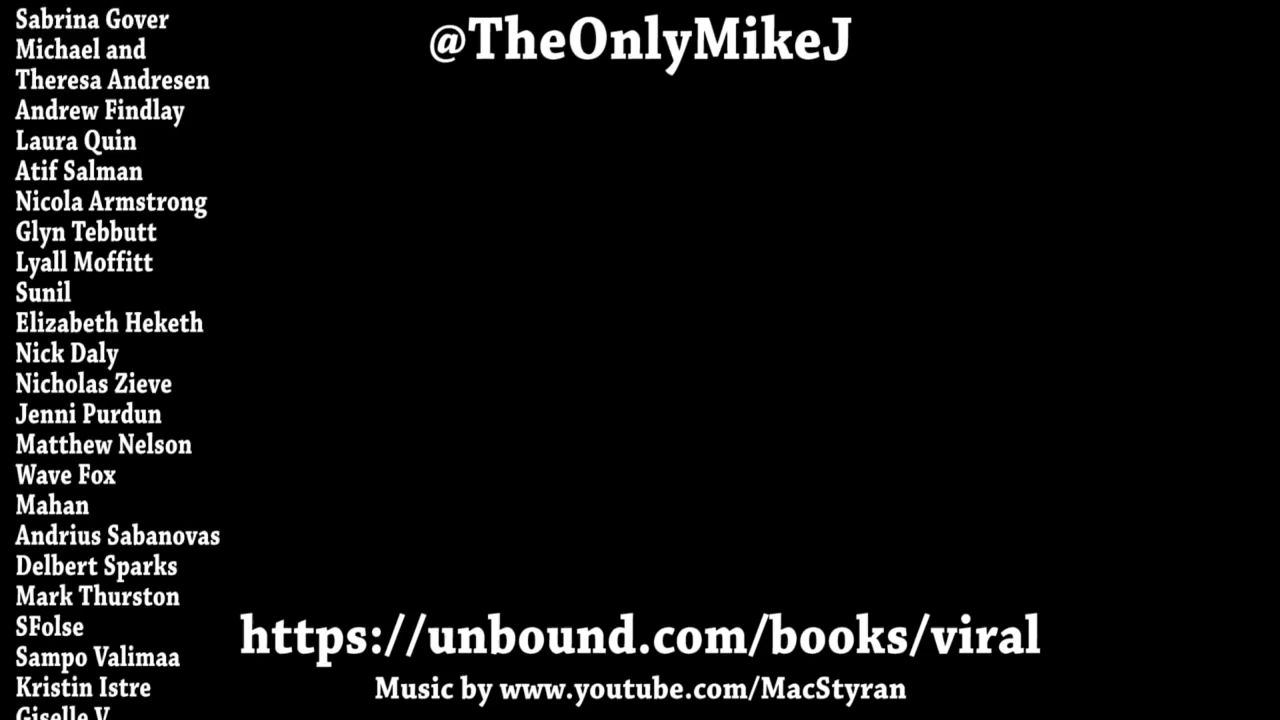 Sabrina Gover
Michael and
Theresa Andresen
Andrew Findlay
Laura Quin
Atif Salman
Nicola Armstrong
Glyn Tebbutt
Lyall Moffitt
Sunil
Elizabeth Heketh
Nick Daly
Nicholas Zieve
Jenni Purdun
Matthew Nelson
Wave Fox
Mahan
Andrius Sabanovas
Delbert Sparks
Mark Thurston
SFolse
Sampo Valimaa
Kristin Istre
Giselle V
@TheOnlyMikeJ
https://unbound.com/books/viral
Music by www.youtube.com/MacStyran